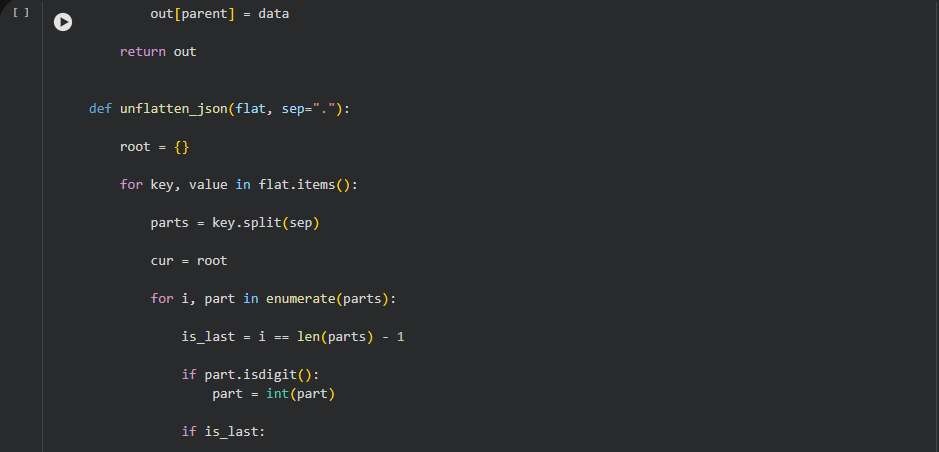 [ ]
out[parent] = data
return out
def unflatten_json(flat, sep="."):
root = {}
for key, value in flat.items():
parts = key.split(sep)
cur = root
for i, part in enumerate(parts):
is_last = i == len(parts) - 1
if part.isdigit():
part = int(part)
if is_last: